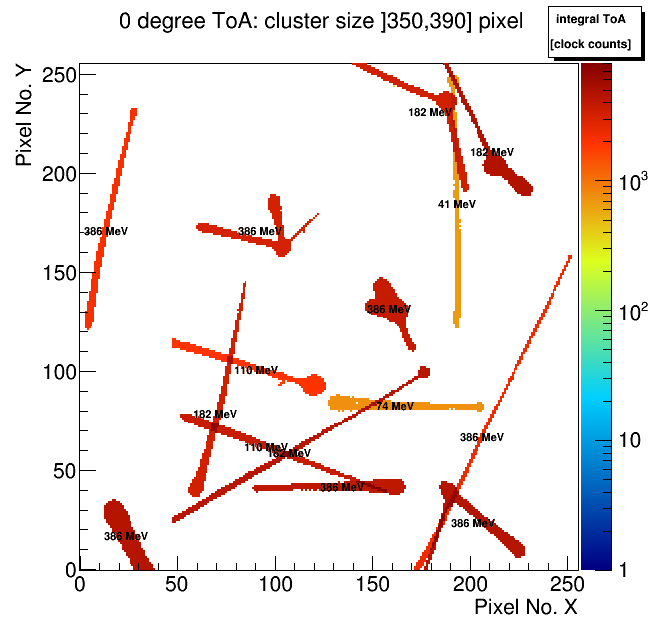 0 degree ToA: cluster size ]350,390] pixel
integral ToA
[clock counts]
Pixel No. Y
250
200
150
100
50
0
182 MeV
182 MeV
41 MeV
386 MeV
386 MeV
386 MeV
110 MeV
74 MeV
182 MeV
386 MeV
110 MeV
182 MeV
386 MeV
386 MeV
386 MeV
0
50
100
150
200
250
Pixel No. X
10³
10²
10
1